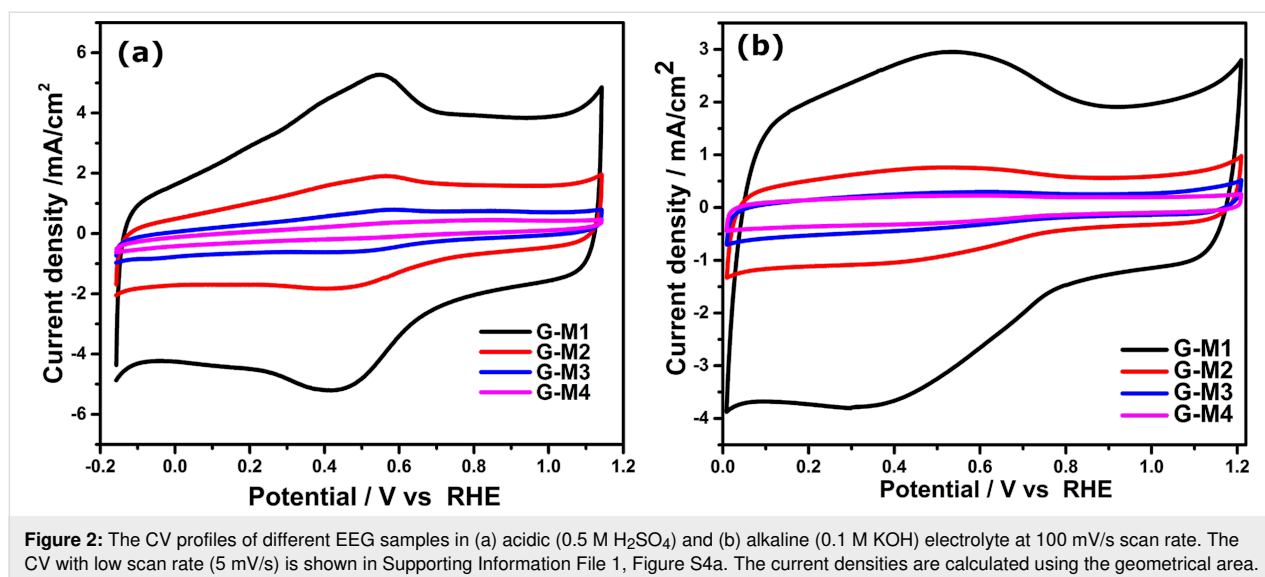 (a)
Current density /mA/cm²
6
4
2
0
-2
-4
-6
-0.2 0.0 0.2 0.4 0.6 0.8 1.0 1.2
Potential / V vs RHE
G-M1
G-M2
G-M3
G-M4
(b)
Current density / mA/cm²
3
2
1
0
-1
-2
-3
-4
0.0 0.2 0.4 0.6 0.8 1.0 1.2
Potential / V vs RHE
G-M1
G-M2
G-M3
G-M4
Figure 2: The CV profiles of different EEG samples in (a) acidic (0.5 M H₂SO₄) and (b) alkaline (0.1 M KOH) electrolyte at 100 mV/s scan rate. The
CV with low scan rate (5 mV/s) is shown in Supporting Information File 1, Figure S4a. The current densities are calculated using the geometrical area.